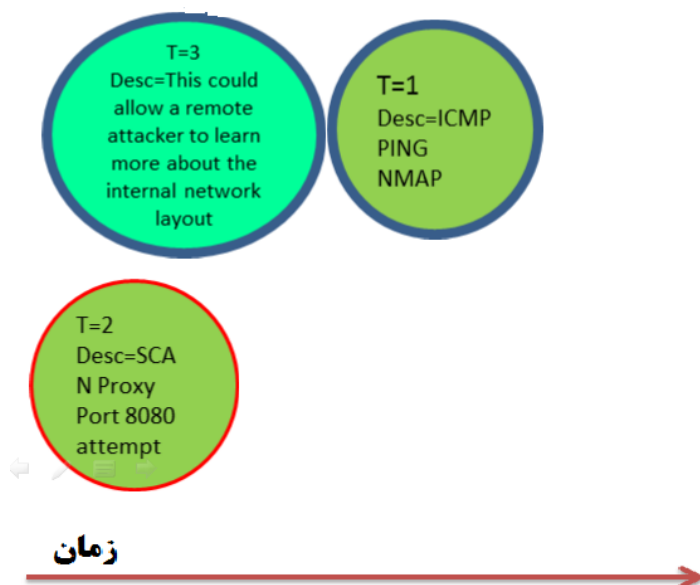 T=3
Desc=This could
allow a remote
attacker to learn
more about the
internal network
layout
T=1
Desc=ICMP
PING
NMAP
T=2
Desc=SCA
N Proxy
Port 8080
attempt
زمان